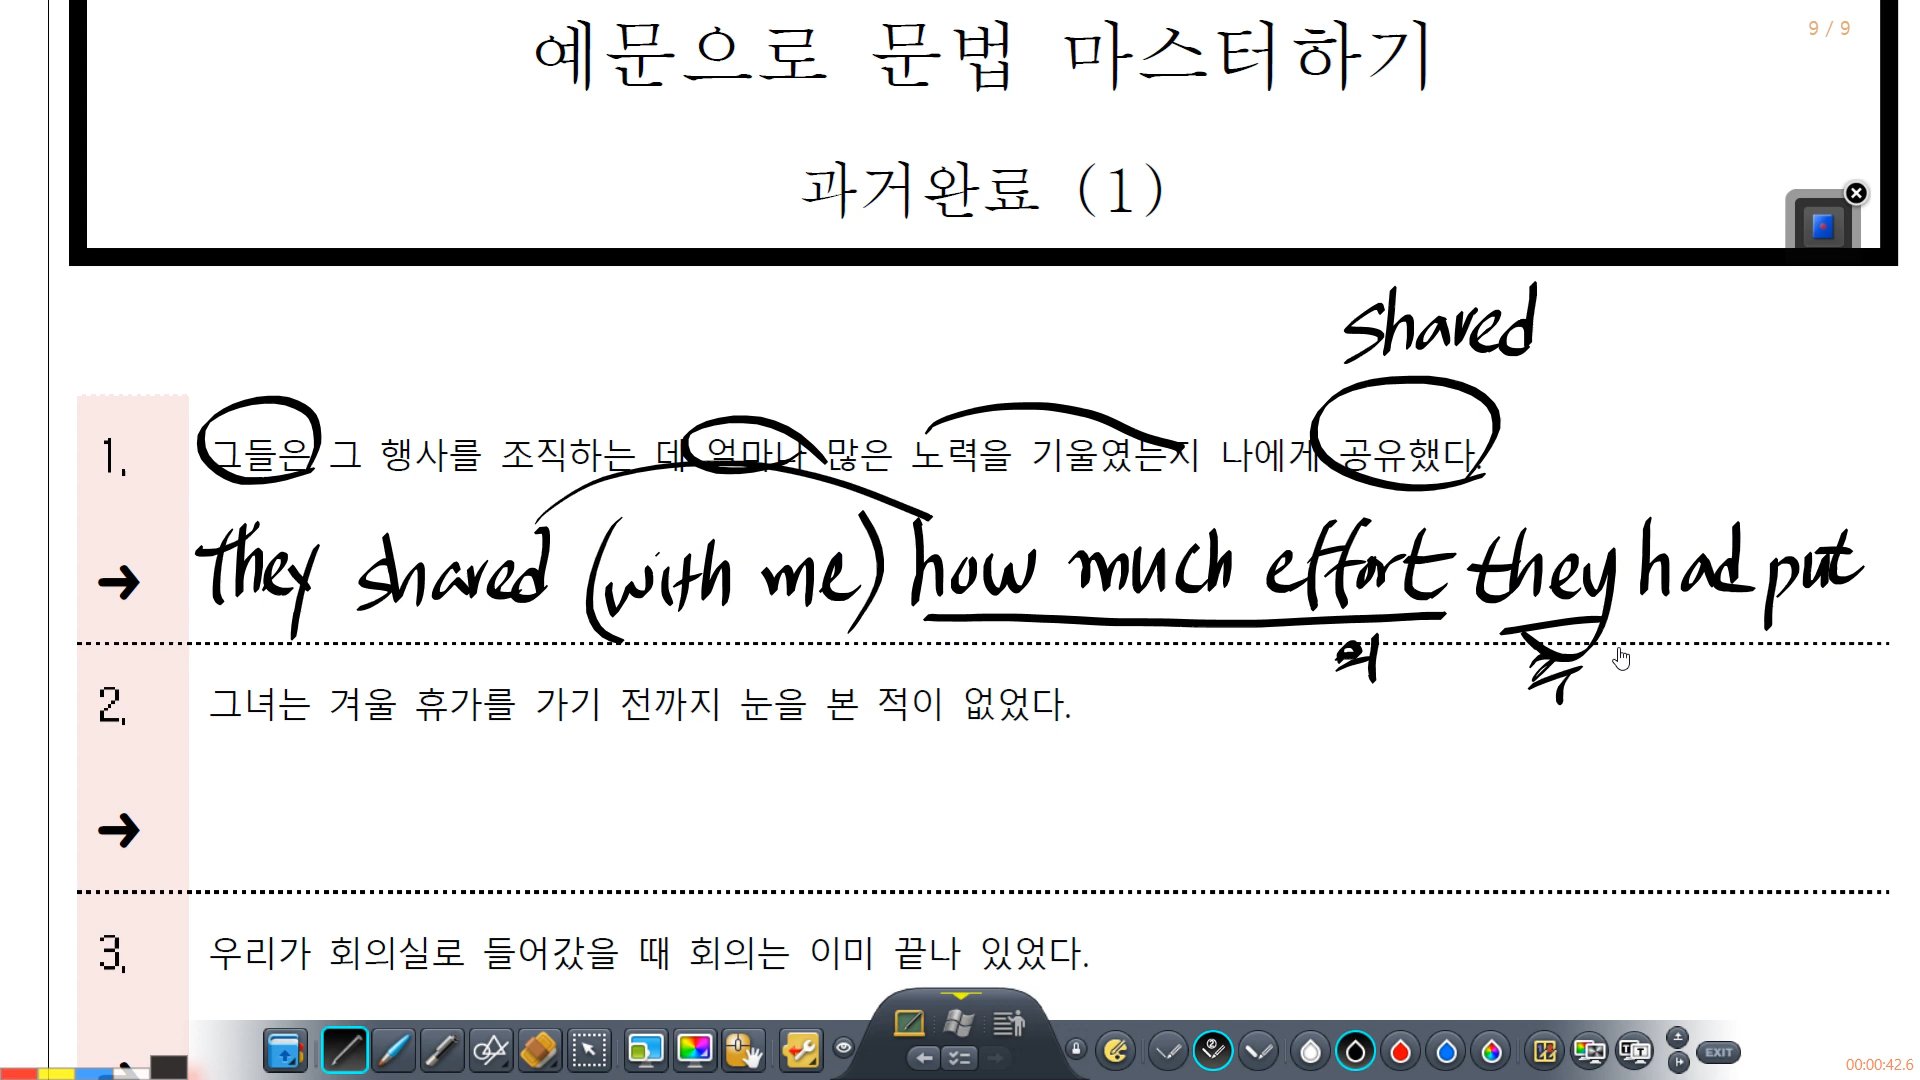 예문으로 문법 마스터하기
9 / 9
과거완료 (1)
shared
1. 그들은 그 행사를 조직하는 데 얼마나 많은 노력을 기울였는지 나에게 공유했다.
➜ They shared (with me) how much effort they had put
의 주
2. 그녀는 겨울 휴가를 가기 전까지 눈을 본 적이 없었다.
➜
3. 우리가 회의실로 들어갔을 때 회의는 이미 끝나 있었다.
EXIT
00:00:42.6